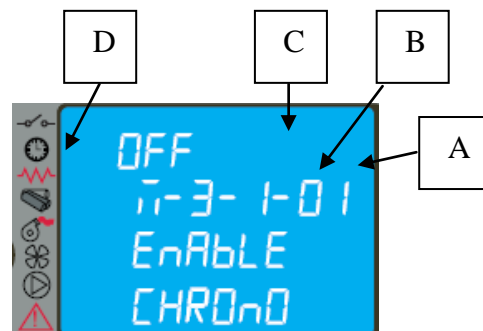 D C B
A
OFF
M-3-1-01
EnAbLE
CHROnO